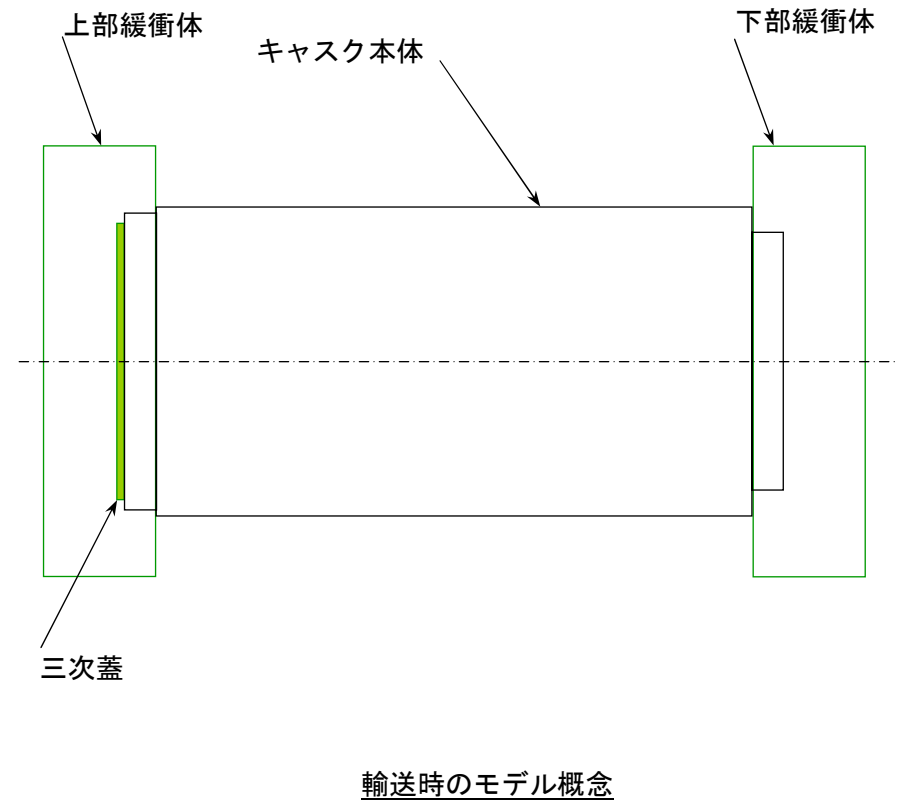 上部緩衝体
キャスク本体
下部緩衝体
三次蓋
輸送時のモデル概念